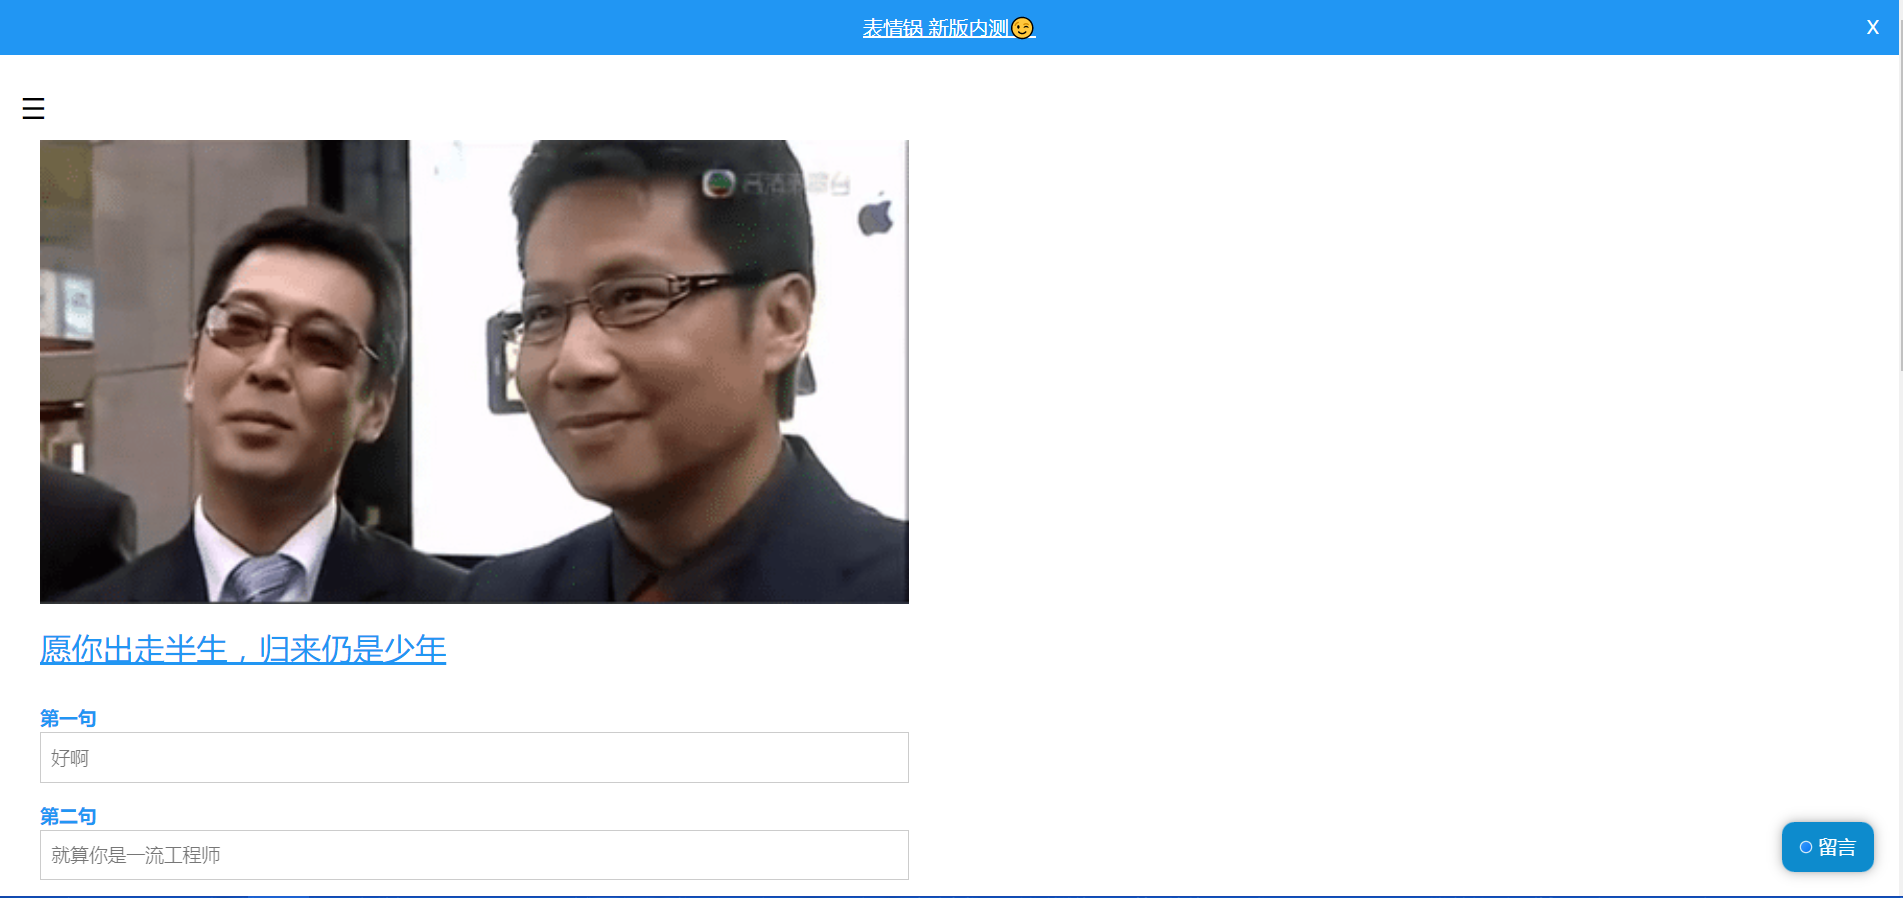 表情锅 新版内测😉
X
☰
愿你出走半生，归来仍是少年
第一句
好啊
第二句
就算你是一流工程师
留言